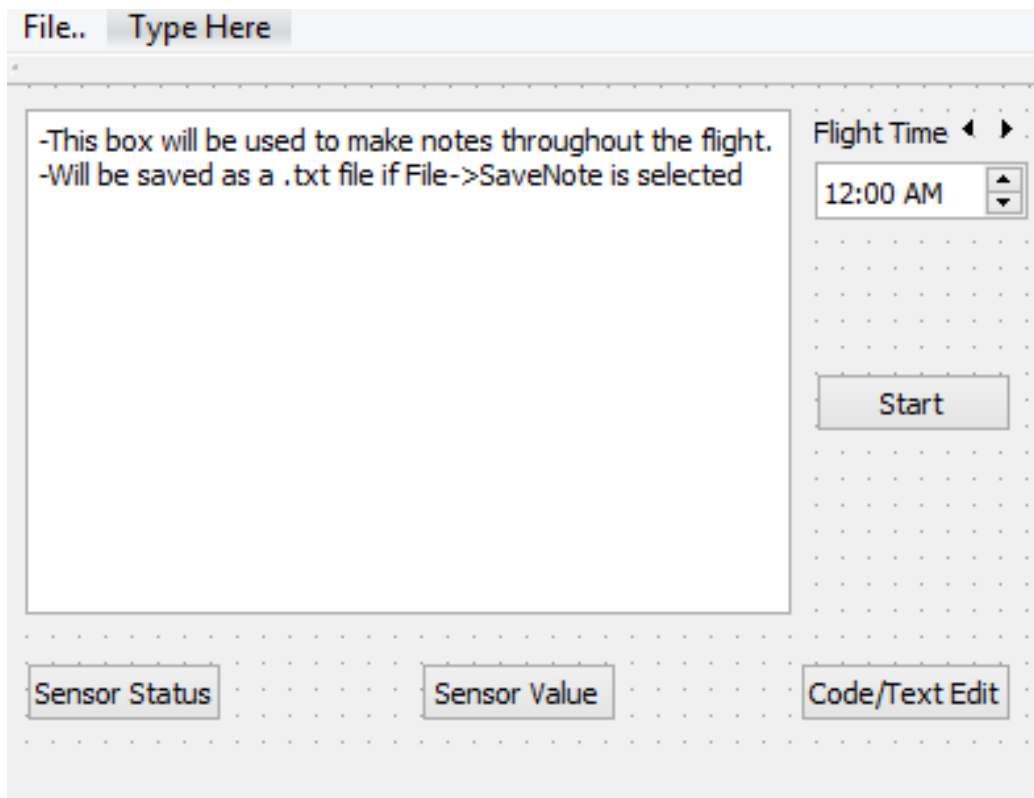 File.. Type Here
-This box will be used to make notes throughout the flight.
-Will be saved as a .txt file if File->SaveNote is selected
Flight Time
12:00 AM
Start
Sensor Status
Sensor Value
Code/Text Edit